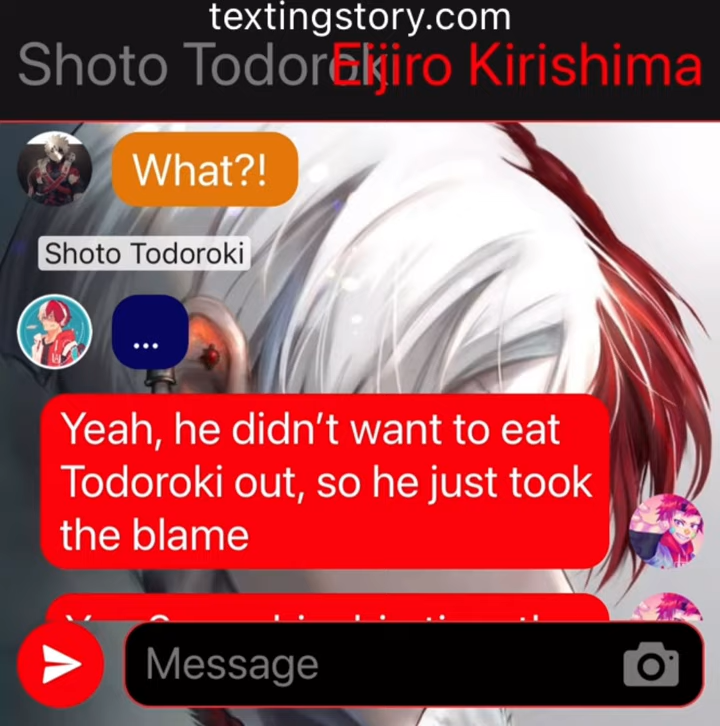 textingstory.com
Shoto Todoroki
Eijiro Kirishima
What?!
Shoto Todoroki
...
Yeah, he didn't want to eat
Todoroki out, so he just took
the blame
Message